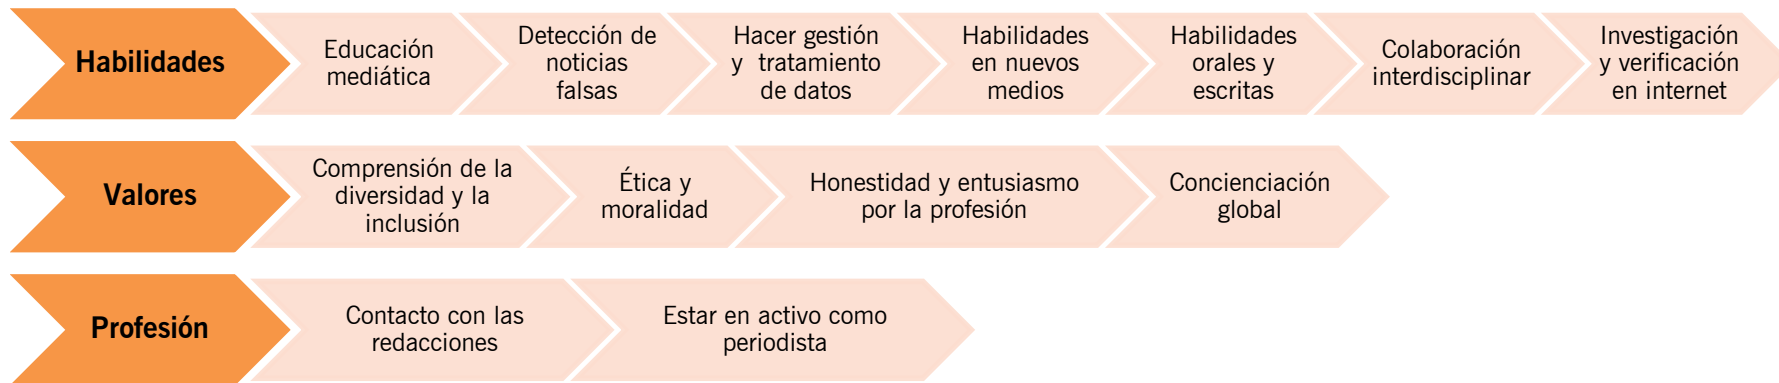 Habilidades
Educación
mediática
Detección de
noticias
falsas
Hacer gestión
y tratamiento
de datos
Habilidades
en nuevos
medios
Habilidades
orales y
escritas
Colaboración
interdisciplinar
Investigación
y verificación
en internet
Valores
Comprensión de la
diversidad y la
inclusión
Ética y
moralidad
Honestidad y entusiasmo
por la profesión
Concienciación
global
Profesión
Contacto con las
redacciones
Estar en activo como
periodista